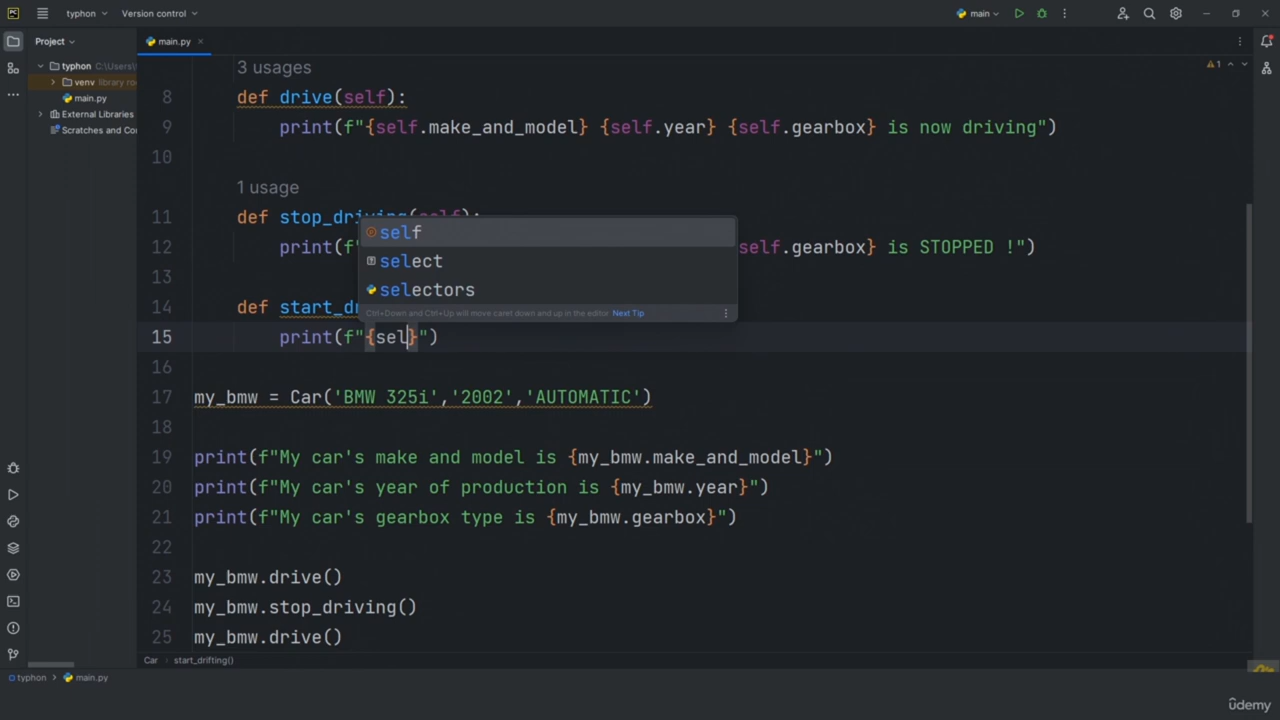 PC typhon Version control main
Project main.py
typhon C:\Users\
venv library ro
main.py
External Libraries
Scratches and Co
1
3 usages
8 def drive(self):
9 print(f"{self.make_and_model} {self.year} {self.gearbox} is now driving")
10
1 usage
11 def stop_driving(self):
12 print(f" self.gearbox} is STOPPED !")
13
14 def start_d
self
select
selectors
Ctrl+Down and Ctrl+Up will move caret down and up in the editor Next Tip
15 print(f"{sel}")
16
17 my_bmw = Car('BMW 325i','2002','AUTOMATIC')
18
19 print(f"My car's make and model is {my_bmw.make_and_model}")
20 print(f"My car's year of production is {my_bmw.year}")
21 print(f"My car's gearbox type is {my_bmw.gearbox}")
22
23 my_bmw.drive()
24 my_bmw.stop_driving()
25 my_bmw.drive()
Car start_drifting()
typhon main.py
ûdemy